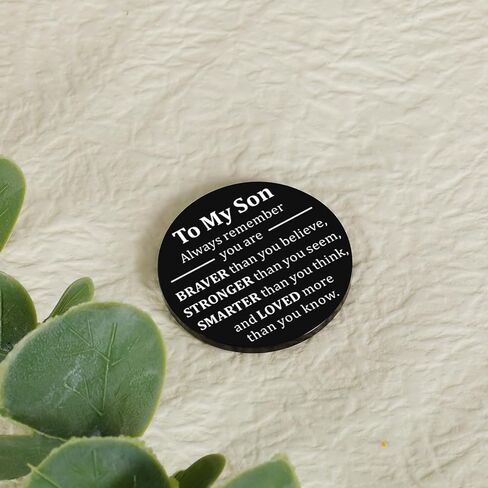 To My Son
Always remember
you are
BRAVER than you believe,
STRONGER than you seem,
SMARTER than you think,
and LOVED more
than you know.